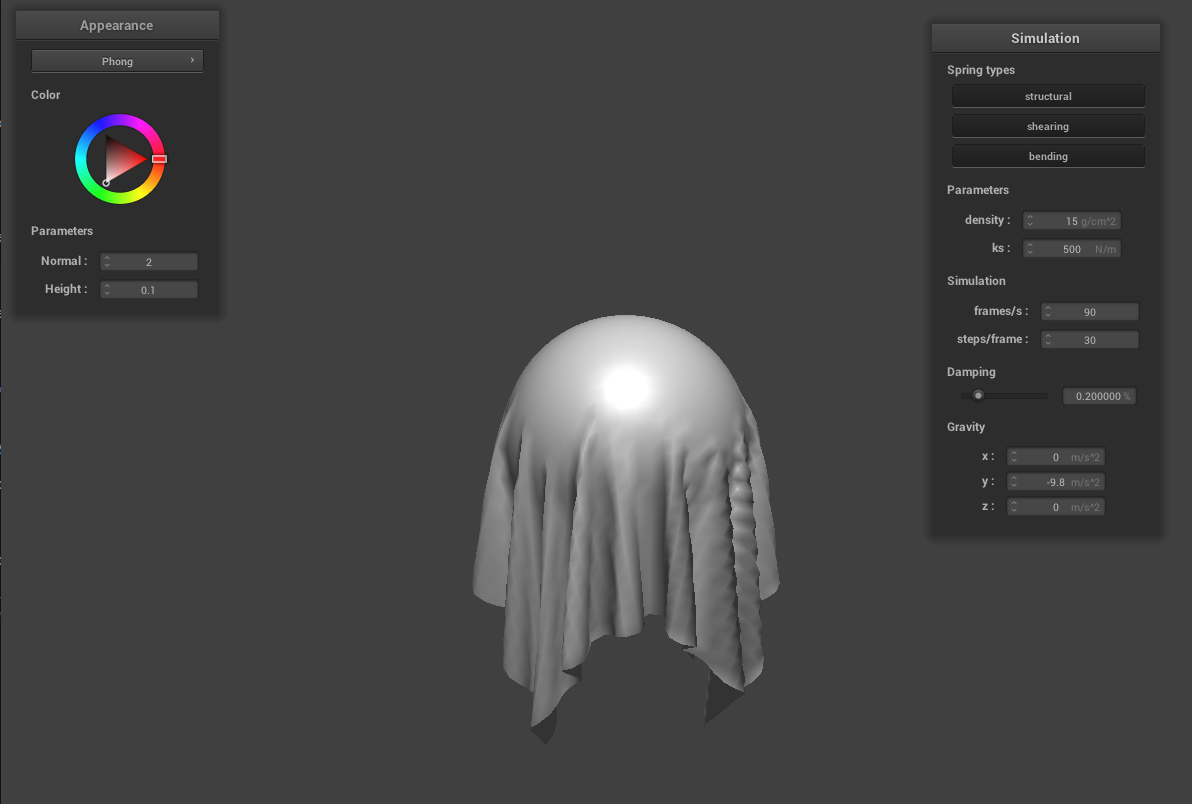 Appearance
Phong
Color
Parameters
Normal :
2
Height :
0.1
Simulation
Spring types
structural
shearing
bending
Parameters
density :
15 g/cm^2
ks :
500 N/m
Simulation
frames/s :
90
steps/frame :
30
Damping
0.200000 %
Gravity
x :
0 m/s^2
y :
-9.8 m/s^2
z :
0 m/s^2